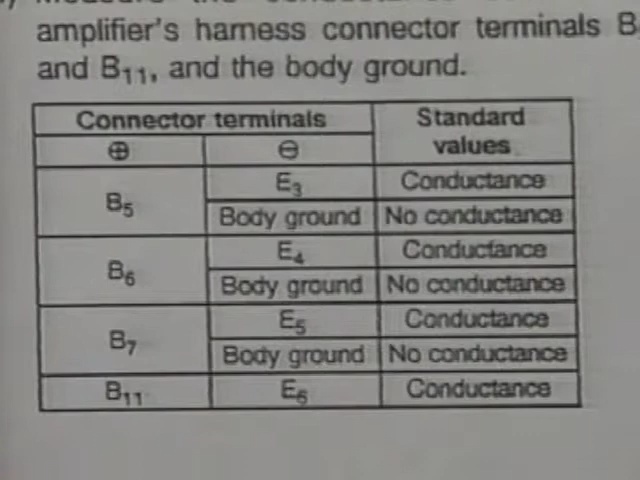 amplifier's harness connector terminals B
and B11, and the body ground.
Connector terminals Standard values
⊕ ⊖
B5 E3 Conductance
Body ground No conductance
B6 E4 Conductance
Body ground No conductance
B7 E5 Conductance
Body ground No conductance
B11 E6 Conductance